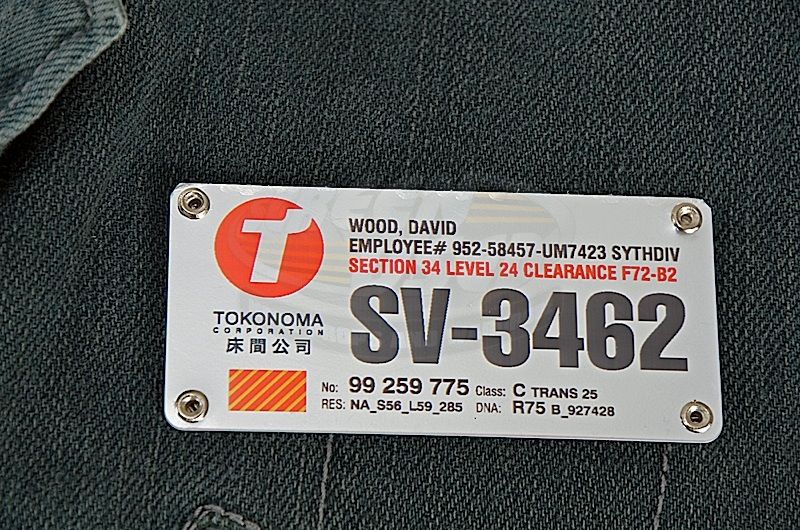 T
TOKONOMA
CORPORATION
床間公司
WOOD, DAVID
EMPLOYEE# 952-58457-UM7423 SYTHDIV
SECTION 34 LEVEL 24 CLEARANCE F72-B2
SV-3462
No: 99 259 775 Class: C TRANS 25
RES: NA_S56_L59_285 DNA: R75 B_927428